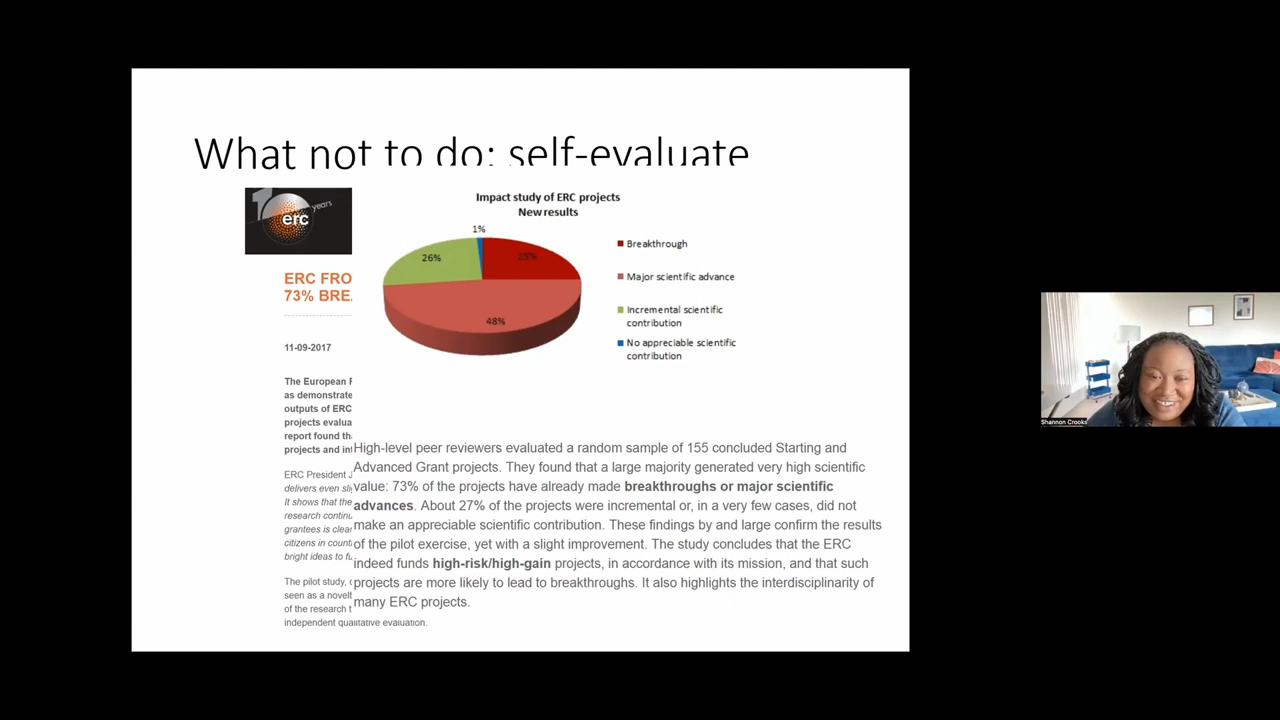 What not to do: self-evaluate
10 years
erc
ERC FRO
73% BREA
11-09-2017
The European F
as demonstrate
outputs of ERC
projects evalua
report found tha
projects and int
ERC President J
delivers even sli
It shows that the
research continu
grantees is clear
citizens in count
bright ideas to fu
The pilot study, c
seen as a novelt
of the research t
independent qualitative evaluation.
Impact study of ERC projects
New results
1%
26%
25%
48%
Breakthrough
Major scientific advance
Incremental scientific
contribution
No appreciable scientific
contribution
High-level peer reviewers evaluated a random sample of 155 concluded Starting and
Advanced Grant projects. They found that a large majority generated very high scientific
value: 73% of the projects have already made breakthroughs or major scientific
advances. About 27% of the projects were incremental or, in a very few cases, did not
make an appreciable scientific contribution. These findings by and large confirm the results
of the pilot exercise, yet with a slight improvement. The study concludes that the ERC
indeed funds high-risk/high-gain projects, in accordance with its mission, and that such
projects are more likely to lead to breakthroughs. It also highlights the interdisciplinarity of
many ERC projects.
Shannon Crooks